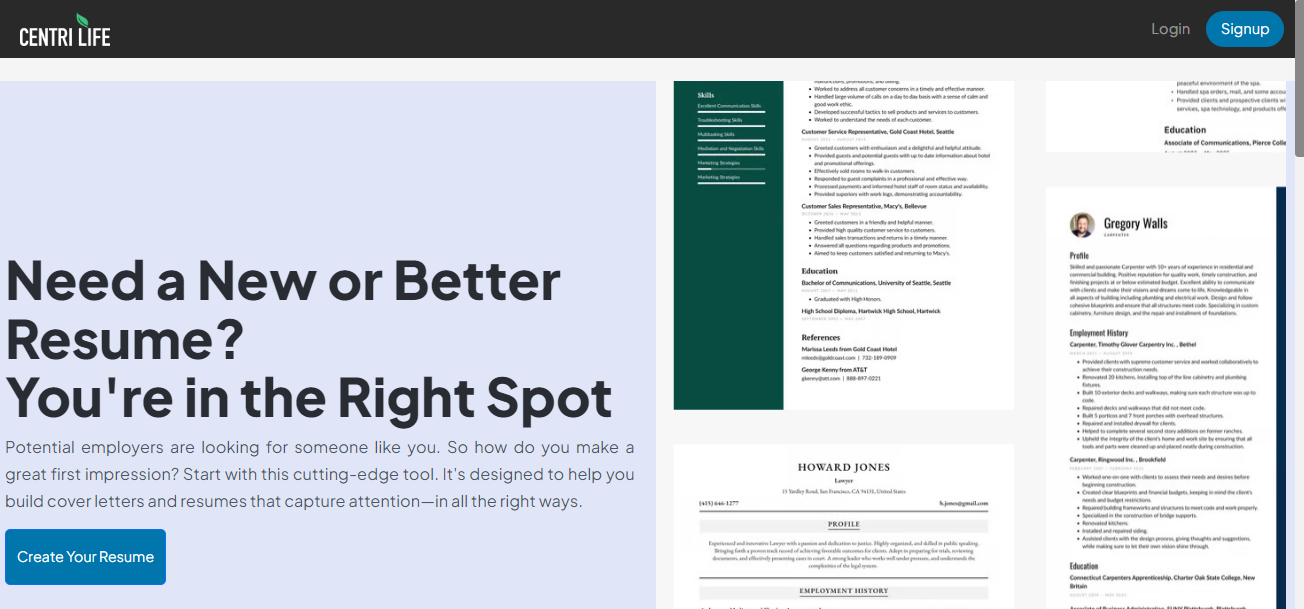 CENTRI LIFE
Login
Signup
Need a New or Better
Resume?
You're in the Right Spot
Potential employers are looking for someone like you. So how do you make a
great first impression? Start with this cutting-edge tool. It's designed to help you
build cover letters and resumes that capture attention—in all the right ways.
Create Your Resume
Skills
Excellent Communication Skills
Troubleshooting Skills
Multitasking Skills
Mediation and Negotiation Skills
Marketing Strategies
Marketing Strategies
Worked to address all customer concerns in a timely and effective manner.
Handled large volume of calls on a day to day basis with a sense of calm and
good work ethic.
Developed successful tactics to sell products and services to customers.
Worked to understand the needs of each customer.
Customer Service Representative, Gold Coast Hotel, Seattle
Greeted customers with enthusiasm and a delightful and helpful attitude.
Provided guests and potential guests with up to date information about hotel
and promotional offerings.
Effectively sold rooms to walk-in customers.
Responded to guest complaints in a professional and effective way.
Processed payments and informed hotel staff of room status and availability.
Provided superiors with work logs, demonstrating accountability.
Customer Sales Representative, Macy's, Bellevue
Greeted customers in a friendly and helpful manner.
Provided high quality customer service to customers.
Handled sales transactions and returns in a timely manner.
Answered all questions regarding products and promotions.
Aimed to keep customers satisfied and returning to Macy's.
Education
Bachelor of Communications, University of Seattle, Seattle
Graduated with High Honors.
High School Diploma, Hartwick High School, Hartwick
References
Marissa Leeds from Gold Coast Hotel
mleeds@goldcoast.com | 732-189-0909
George Kenny from AT&T
gkenny@att.com | 888-897-0221
HOWARD JONES
Lawyer
15 Yardley Road, San Francisco, CA 94131, United States
(415) 646-1277
h.jones@gmail.com
PROFILE
Experienced and innovative Lawyer with a passion and dedication to justice. Highly organized, and skilled in public speaking.
Bringing forth a proven track record of achieving favorable outcomes for clients. Adept in preparing for trials, reviewing
documents, and effectively presenting cases in court. A strong leader who works well under pressure, and understands the
complexities of the legal system.
EMPLOYMENT HISTORY
peaceful environment of the spa.
Handled spa orders, mail, and some accou
Provided clients and prospective clients wi
services, spa technology, and products offe
Education
Associate of Communications, Pierce Colle
Gregory Walls
CARPENTER
Profile
Skilled and passionate Carpenter with 10+ years of experience in residential and
commercial building. Positive reputation for quality work, timely construction, and
finishing projects at or below estimated budget. Excellent ability to communicate
with clients and make their visions and dreams come to life. Knowledgeable in
all aspects of building including plumbing and electrical work. Design and follow
cohesive blueprints and ensure that all structures meet code. Specializing in custom
cabinetry, furniture design, and the repair and installment of foundations.
Employment History
Carpenter, Timothy Glover Carpentry Inc. , Bethel
Provided clients with supreme customer service and worked collaboratively to
achieve their construction needs.
Renovated 20 kitchens, installing top of the line cabinetry and plumbing
fixtures.
Built 10 exterior decks and walkways, making sure each structure was up to
code.
Repaired decks and walkways that did not meet code.
Built 5 porticos and 7 front porches with overhead structures.
Repaired and installed drywall for clients.
Helped to complete several second story additions on former ranches.
Upheld the integrity of the client's home and work site by ensuring that all
tools and parts were cleaned up and placed neatly during construction.
Carpenter, Ringwood Inc. , Brookfield
Worked one-on-one with clients to assess their needs and desires before
beginning construction.
Created clear blueprints and financial budgets, keeping in mind the client's
needs and budget restrictions.
Repaired building frameworks and structures to meet code and work properly.
Specialized in the construction of bridge supports.
Renovated kitchens.
Installed and repaired siding.
Assisted clients with the design process, giving thoughts and suggestions,
while making sure to let their own vision shine through.
Education
Connecticut Carpenters Apprenticeship, Charter Oak State College, New
Britain